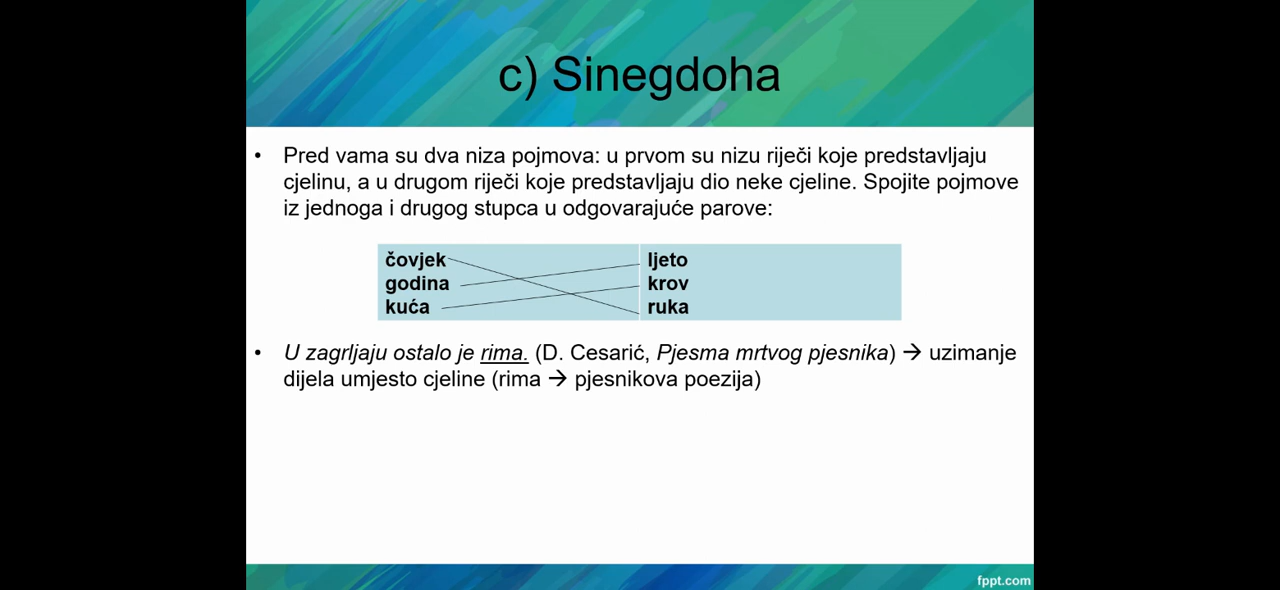 c) Sinegdoha
• Pred vama su dva niza pojmova: u prvom su nizu riječi koje predstavljaju
cjelinu, a u drugom riječi koje predstavljaju dio neke cjeline. Spojite pojmove
iz jednoga i drugog stupca u odgovarajuće parove:
čovjek ljeto
godina krov
kuća ruka
• U zagrljaju ostalo je rima. (D. Cesarić, Pjesma mrtvog pjesnika) → uzimanje
dijela umjesto cjeline (rima → pjesnikova poezija)
fppt.com